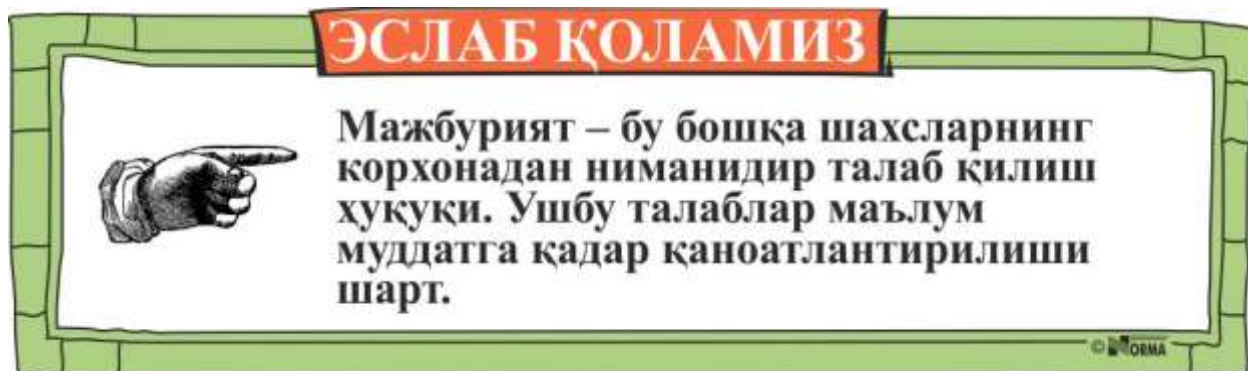 ЭСЛАБ ҚОЛАМИЗ
Мажбурият – бу бошқа шахсларнинг
корхонадан ниманидир талаб қилиш
ҳуқуқи. Ушбу талаблар маълум
муддатга қадар қаноатлантирилиши
шарт.
© NORMA